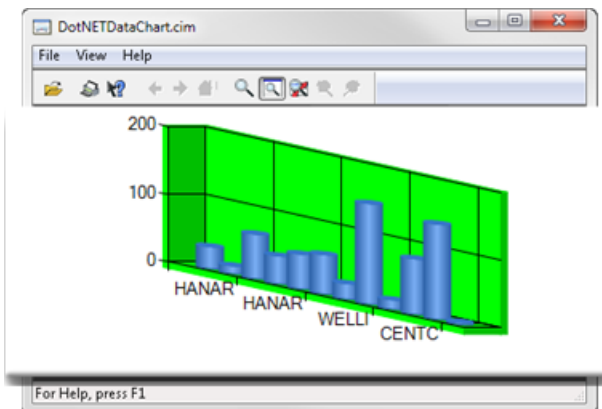 DotNETDataChart.cim
File View Help
200
100
0
HANAR
HANAR
WELLI
CENTC
For Help, press F1